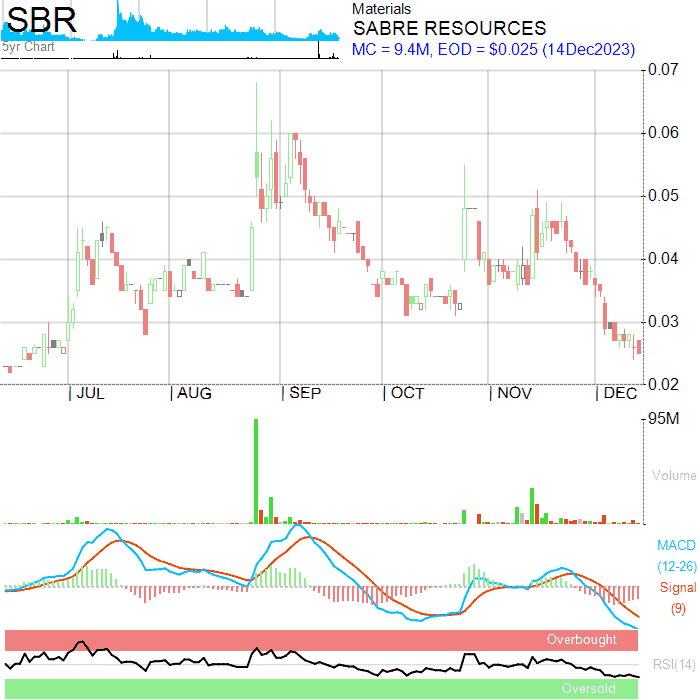 SBR
5yr Chart
Materials
SABRE RESOURCES
MC = 9.4M, EOD = $0.025 (14Dec2023)
0.07
0.06
0.05
0.04
0.03
0.02
JUL AUG SEP OCT NOV DEC
95M
Volume
MACD
(12-26)
Signal
(9)
Overbought
RSI(14)
Oversold